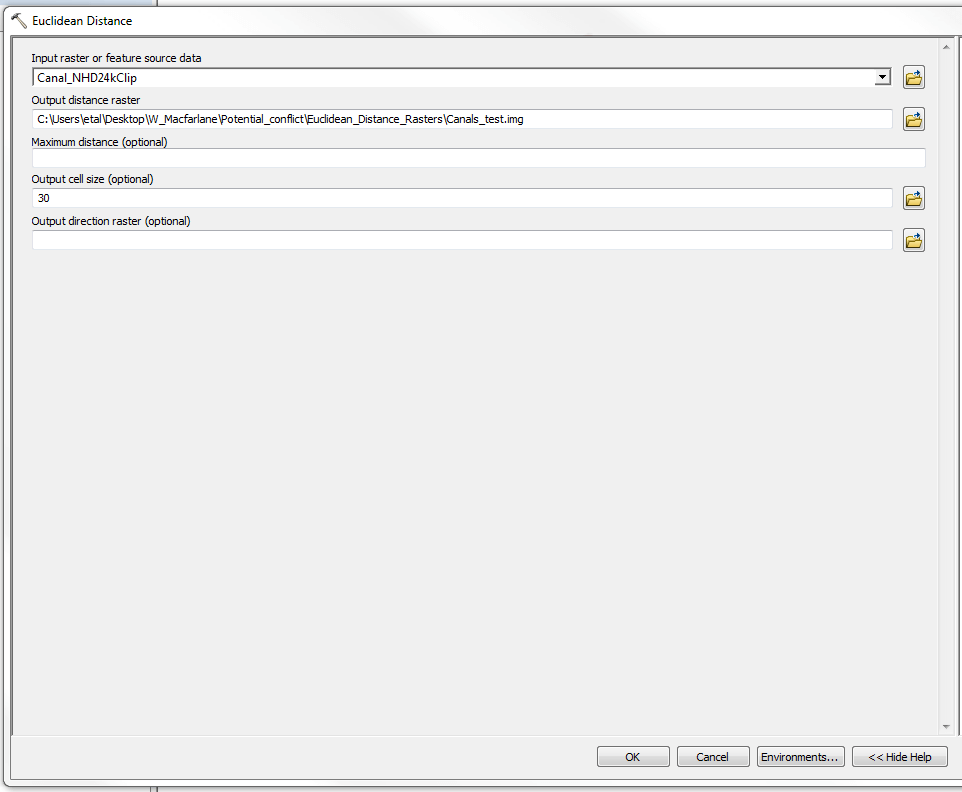 Euclidean Distance
Input raster or feature source data
Canal_NHD24kClip
Output distance raster
C:\Users\etal\Desktop\W_Macfarlane\Potential_conflict\Euclidean_Distance_Rasters\Canals_test.img
Maximum distance (optional)
Output cell size (optional)
30
Output direction raster (optional)
OK Cancel Environments... << Hide Help